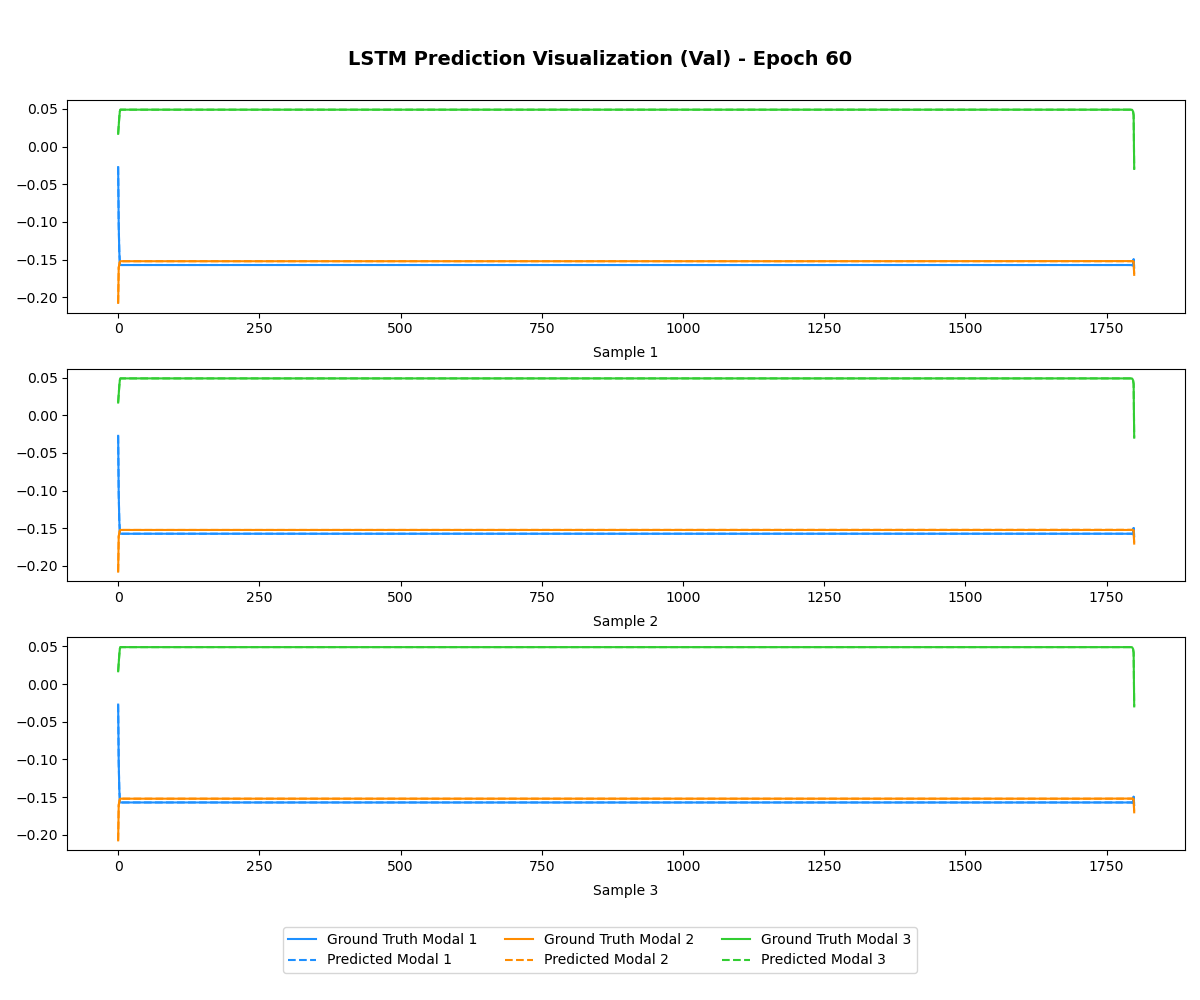 LSTM Prediction Visualization (Val) - Epoch 60
0.05
0.00
−0.05
−0.10
−0.15
−0.20
0 250 500 750 1000 1250 1500 1750
Sample 1
0.05
0.00
−0.05
−0.10
−0.15
−0.20
0 250 500 750 1000 1250 1500 1750
Sample 2
0.05
0.00
−0.05
−0.10
−0.15
−0.20
0 250 500 750 1000 1250 1500 1750
Sample 3
Ground Truth Modal 1 Ground Truth Modal 2 Ground Truth Modal 3
Predicted Modal 1 Predicted Modal 2 Predicted Modal 3